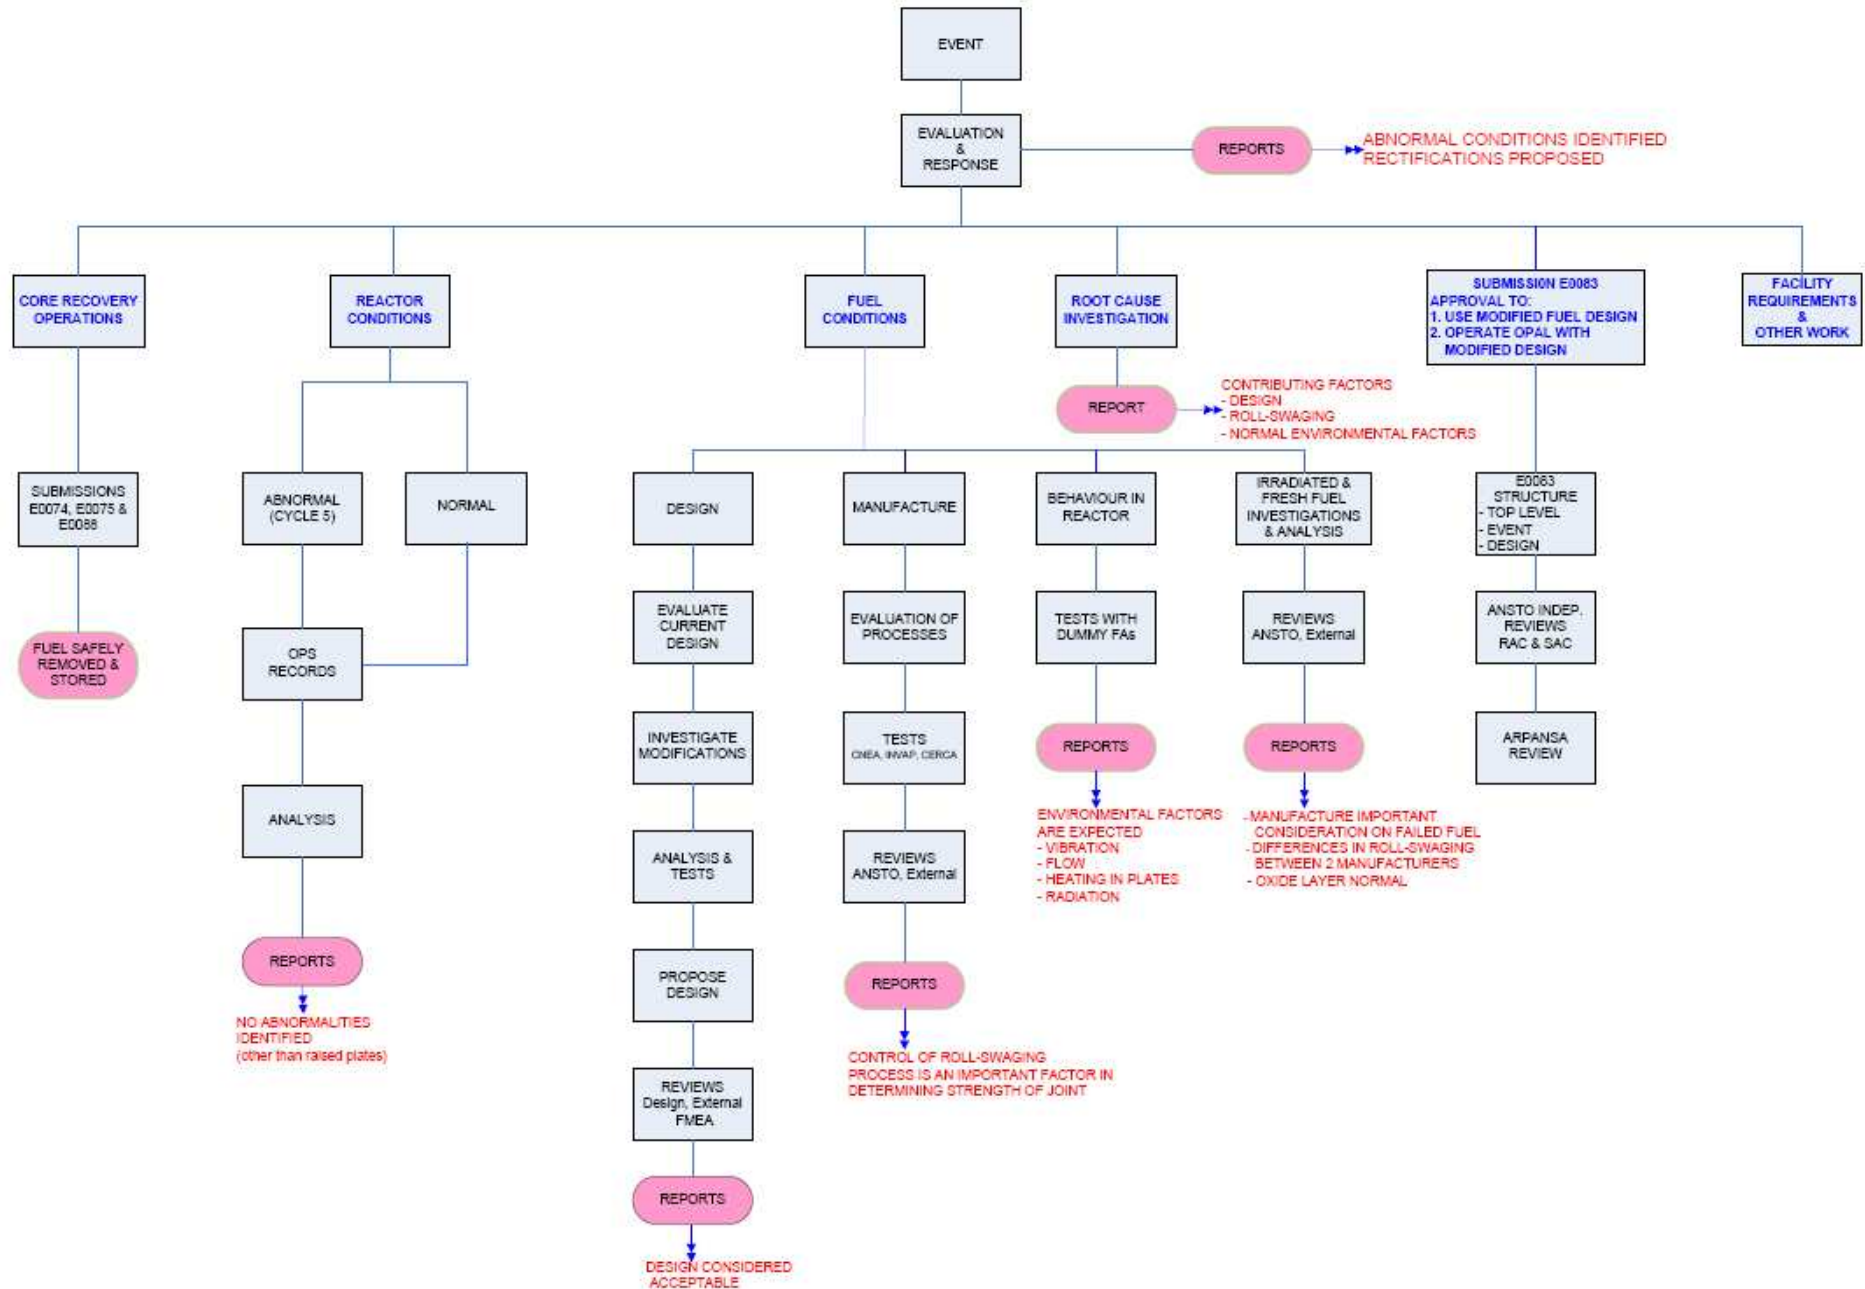 EVENT
EVALUATION
&
RESPONSE
REPORTS
ABNORMAL CONDITIONS IDENTIFIED
RECTIFICATIONS PROPOSED
CORE RECOVERY
OPERATIONS
REACTOR
CONDITIONS
FUEL
CONDITIONS
ROOT CAUSE
INVESTIGATION
SUBMISSION E0083
APPROVAL TO:
1. USE MODIFIED FUEL DESIGN
2. OPERATE OPAL WITH
MODIFIED DESIGN
FACILITY
REQUIREMENTS
&
OTHER WORK
REPORT
CONTRIBUTING FACTORS
- DESIGN
- ROLL-SWAGING
- NORMAL ENVIRONMENTAL FACTORS
SUBMISSIONS
E0074, E0075 &
E0088
FUEL SAFELY
REMOVED &
STORED
ABNORMAL
(CYCLE 5)
NORMAL
OPS
RECORDS
ANALYSIS
REPORTS
NO ABNORMALITIES
IDENTIFIED
(other than raised plates)
DESIGN
EVALUATE
CURRENT
DESIGN
INVESTIGATE
MODIFICATIONS
ANALYSIS &
TESTS
PROPOSE
DESIGN
REVIEWS
Design, External
FMEA
REPORTS
DESIGN CONSIDERED
ACCEPTABLE
MANUFACTURE
EVALUATION OF
PROCESSES
TESTS
CNEA, INVAP, CERCA
REVIEWS
ANSTO, External
REPORTS
CONTROL OF ROLL-SWAGING
PROCESS IS AN IMPORTANT FACTOR IN
DETERMINING STRENGTH OF JOINT
BEHAVIOUR IN
REACTOR
TESTS WITH
DUMMY FAs
REPORTS
ENVIRONMENTAL FACTORS
ARE EXPECTED
- VIBRATION
- FLOW
- HEATING IN PLATES
- RADIATION
IRRADIATED &
FRESH FUEL
INVESTIGATIONS
& ANALYSIS
REVIEWS
ANSTO, External
REPORTS
- MANUFACTURE IMPORTANT
CONSIDERATION ON FAILED FUEL
- DIFFERENCES IN ROLL-SWAGING
BETWEEN 2 MANUFACTURERS
- OXIDE LAYER NORMAL
E0083
STRUCTURE
- TOP LEVEL
- EVENT
- DESIGN
ANSTO INDEP.
REVIEWS
RAC & SAC
ARPANSA
REVIEW